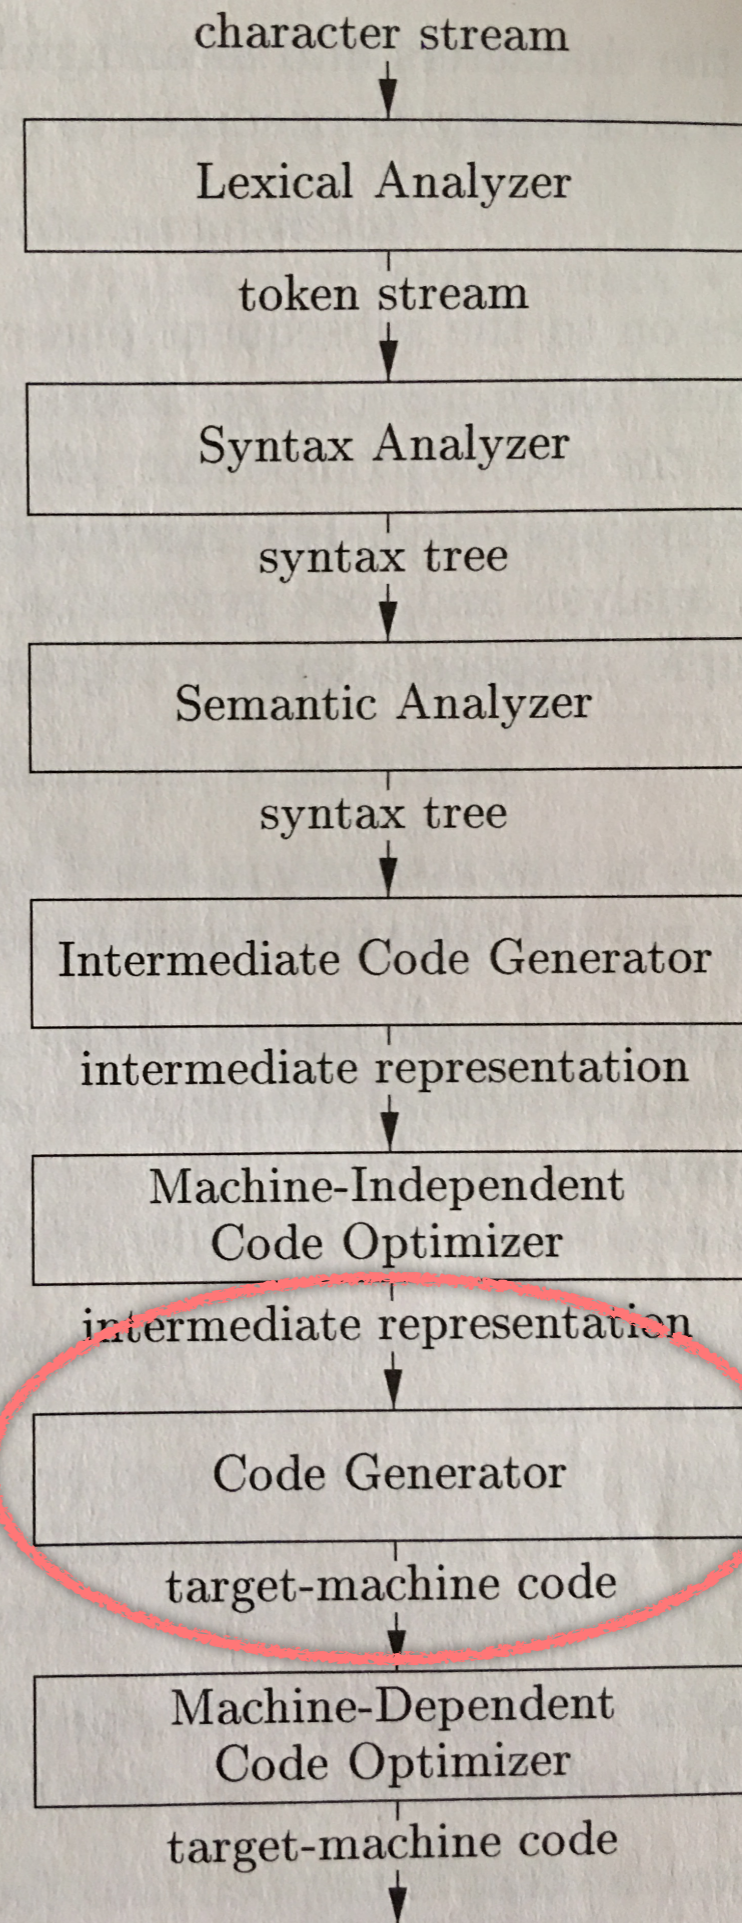 character stream
Lexical Analyzer
token stream
Syntax Analyzer
syntax tree
Semantic Analyzer
syntax tree
Intermediate Code Generator
intermediate representation
Machine-Independent
Code Optimizer
intermediate representation
Code Generator
target-machine code
Machine-Dependent
Code Optimizer
target-machine code